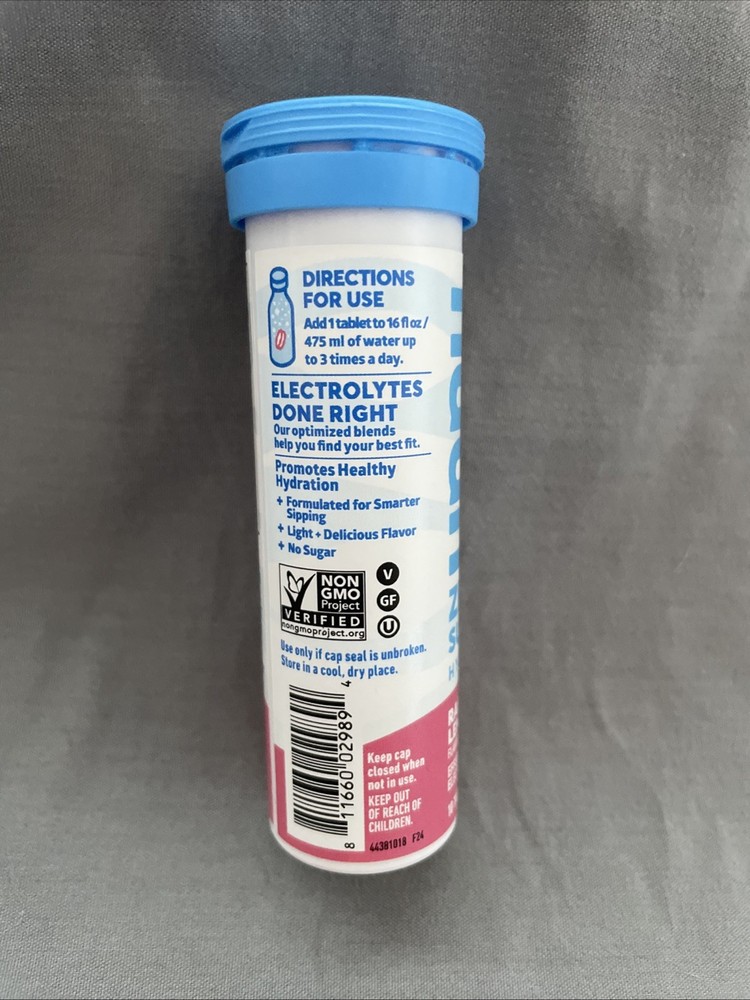 DIRECTIONS
FOR USE
Add 1 tablet to 16 fl oz /
475 ml of water up
to 3 times a day.
ELECTROLYTES
DONE RIGHT
Our optimized blends
help you find your best fit.
Promotes Healthy
Hydration
+ Formulated for Smarter
Sipping
+ Light + Delicious Flavor
+ No Sugar
NON
GMO
Project
VERIFIED
nongmoproject.org
V
GF
U
Use only if cap seal is unbroken.
Store in a cool, dry place.
8 11660 02989 4
Keep cap
closed when
not in use.
KEEP OUT
OF REACH OF
CHILDREN.
44381018 F24